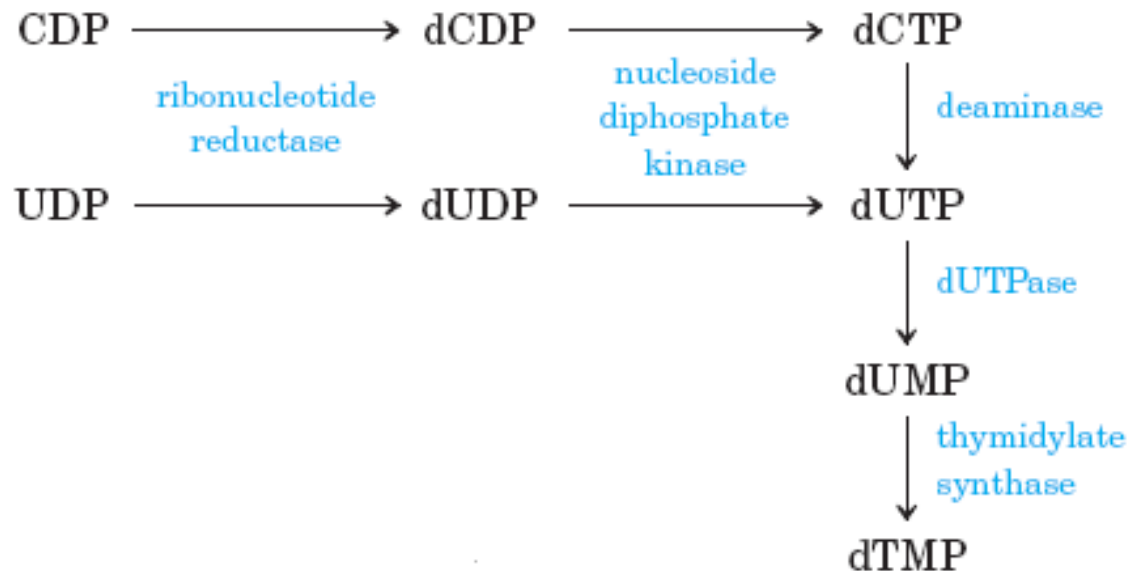 CDP dCDP dCTP
ribonucleotide
reductase
nucleoside
diphosphate
kinase
deaminase
UDP dUDP dUTP
dUTPase
dUMP
thymidylate
synthase
dTMP